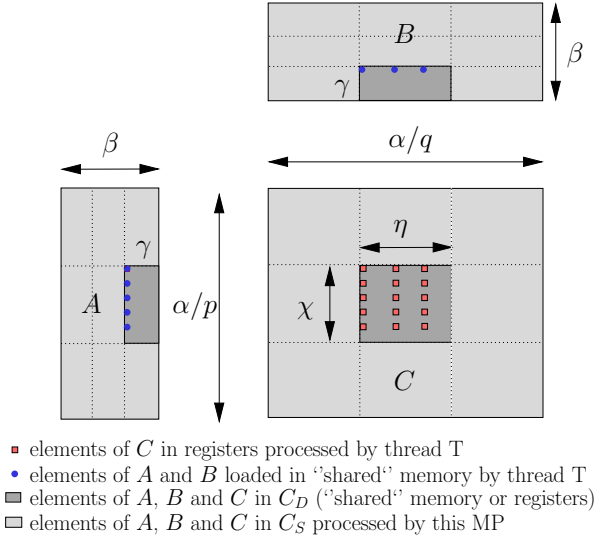 B
β
γ
β
α/q
γ
η
A
α/p
χ
C
elements of C in registers processed by thread T
elements of A and B loaded in ‘’shared“ memory by thread T
elements of A, B and C in C_D (‘’shared“ memory or registers)
elements of A, B and C in C_S processed by this MP